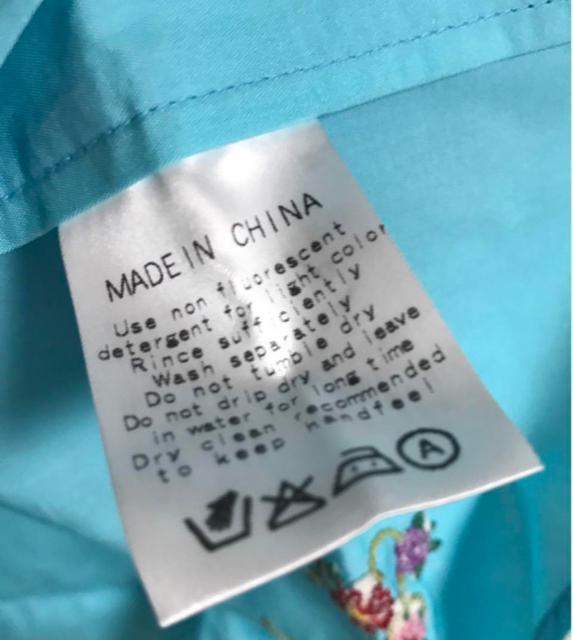 MADE IN CHINA
Use non fluorescent
detergent for light color
Rince sufficiently
Wash separately
Do not tumble dry
Do not drip dry and leave
in water for long time
Dry clean recommended
to keep handfeel
A